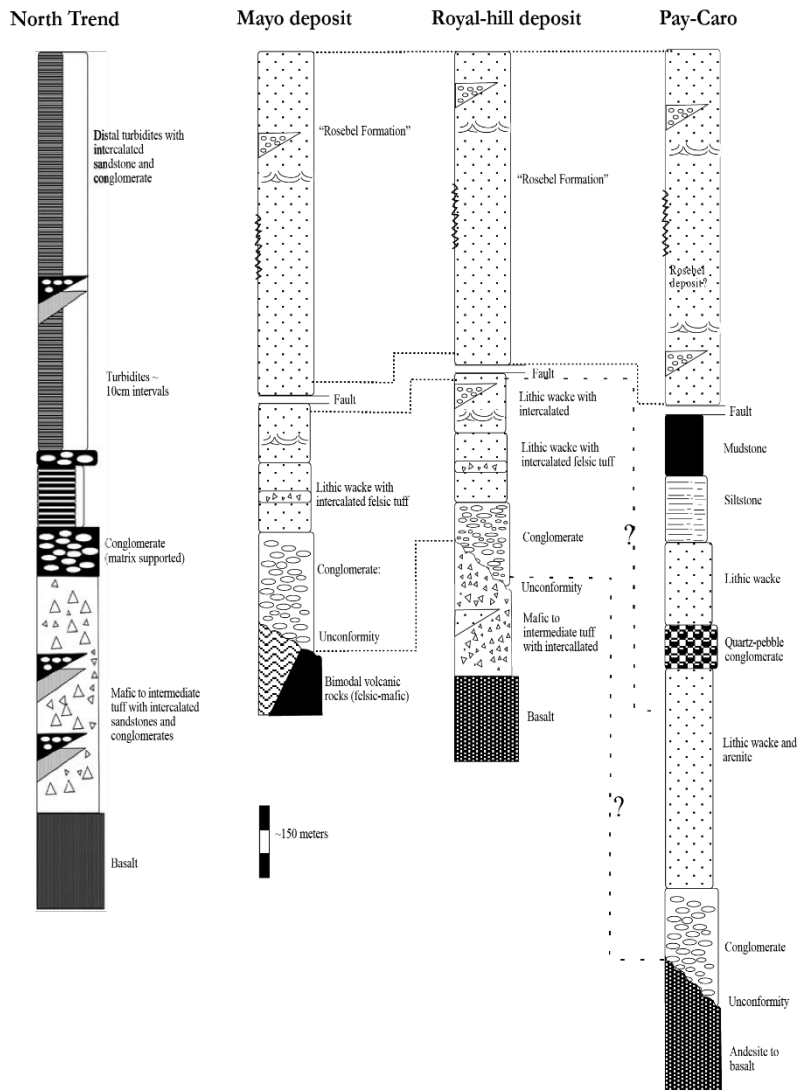 North Trend
Mayo deposit
Royal-hill deposit
Pay-Caro
Distal turbidites with
intercalated
sandstone and
conglomerate
Turbidites ~
10cm intervals
Conglomerate
(matrix supported)
Mafic to intermediate
tuff with intercalated
sandstones and
conglomerates
Basalt
“Rosebel Formation”
Fault
Lithic wacke with
intercalated felsic tuff
Conglomerate:
Unconformity
Bimodal volcanic
rocks (felsic-mafic)
~150 meters
“Rosebel Formation”
Fault
Lithic wacke with
intercalated
Lithic wacke with
intercalated felsic tuff
Conglomerate
Unconformity
Mafic to intermediate
tuff with intercallated
Basalt
?
?
Rosebel
deposit?
Fault
Mudstone
Siltstone
Lithic wacke
Quartz-pebble
conglomerate
Lithic wacke and
arenite
Conglomerate
Unconformity
Andesite to
basalt